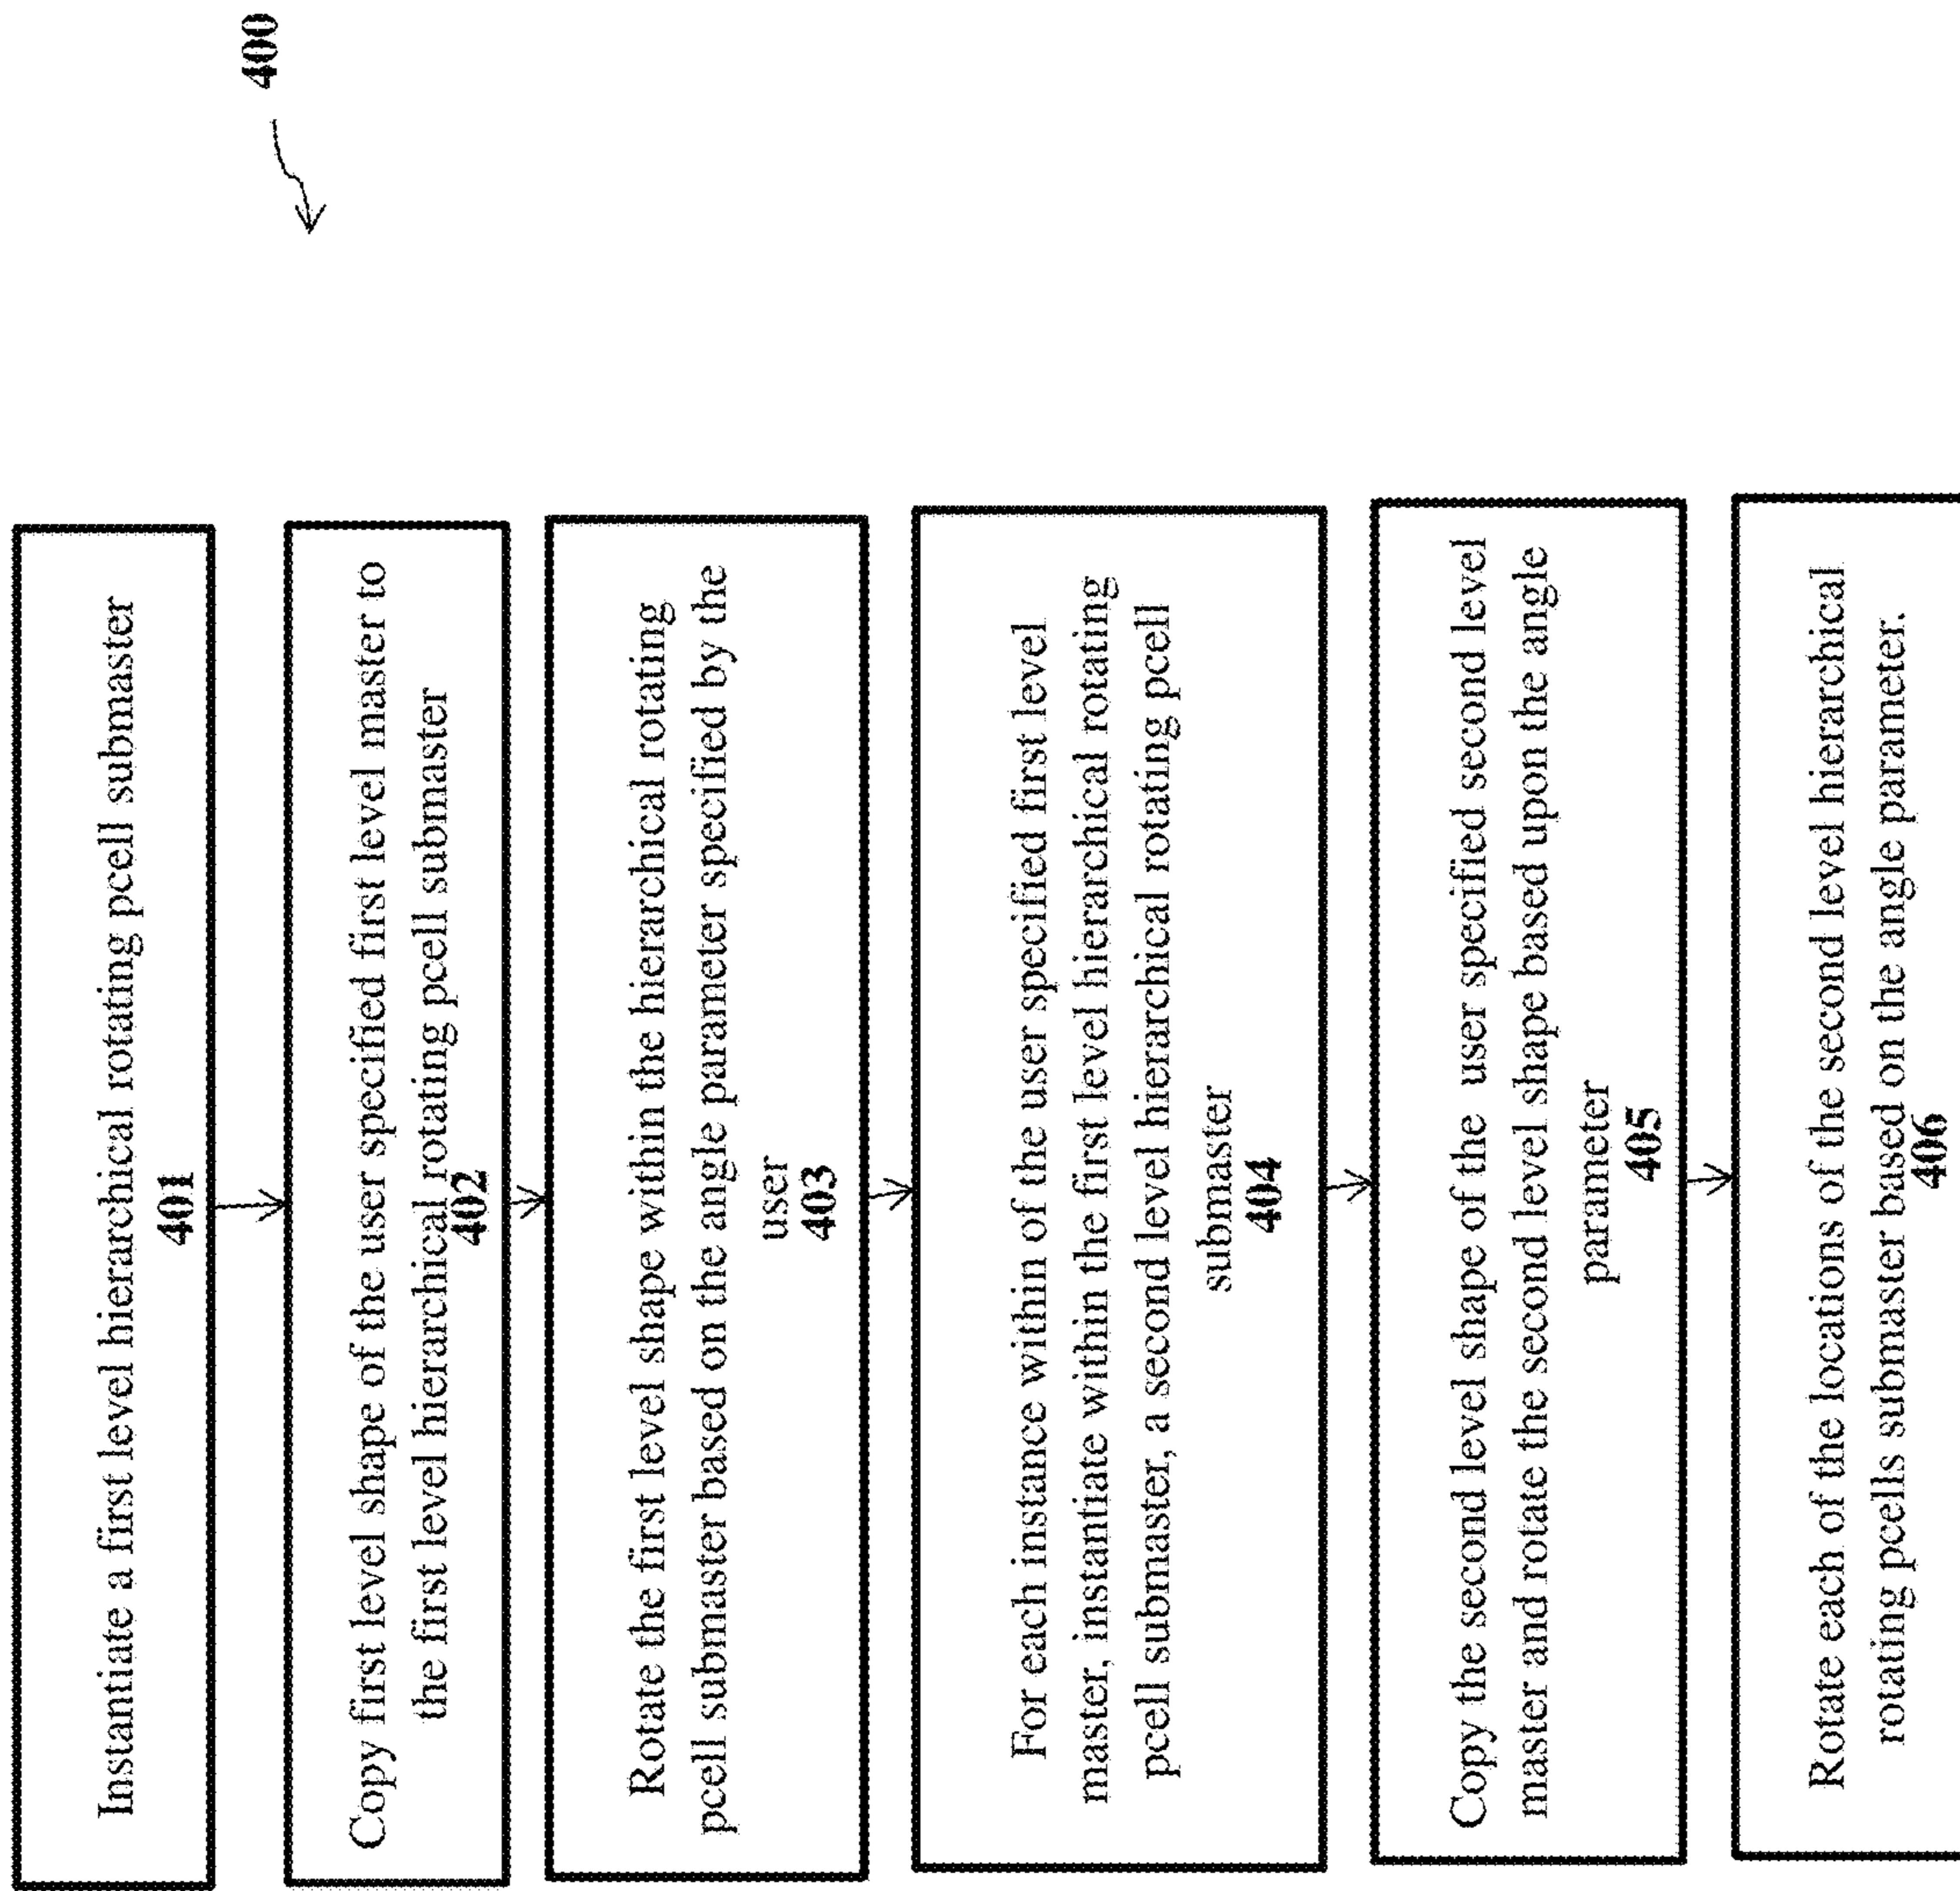 400
Instantiate a first level hierarchical rotating pcell submaster
401
Copy first level shape of the user specified first level master to
the first level hierarchical rotating pcell submaster
402
Rotate the first level shape within the hierarchical rotating
pcell submaster based on the angle parameter specified by the
user
403
For each instance within of the user specified first level
master, instantiate within the first level hierarchical rotating
pcell submaster, a second level hierarchical rotating pcell
submaster
404
Copy the second level shape of the user specified second level
master and rotate the second level shape based upon the angle
parameter
405
Rotate each of the locations of the second level hierarchical
rotating pcells submaster based on the angle parameter.
406